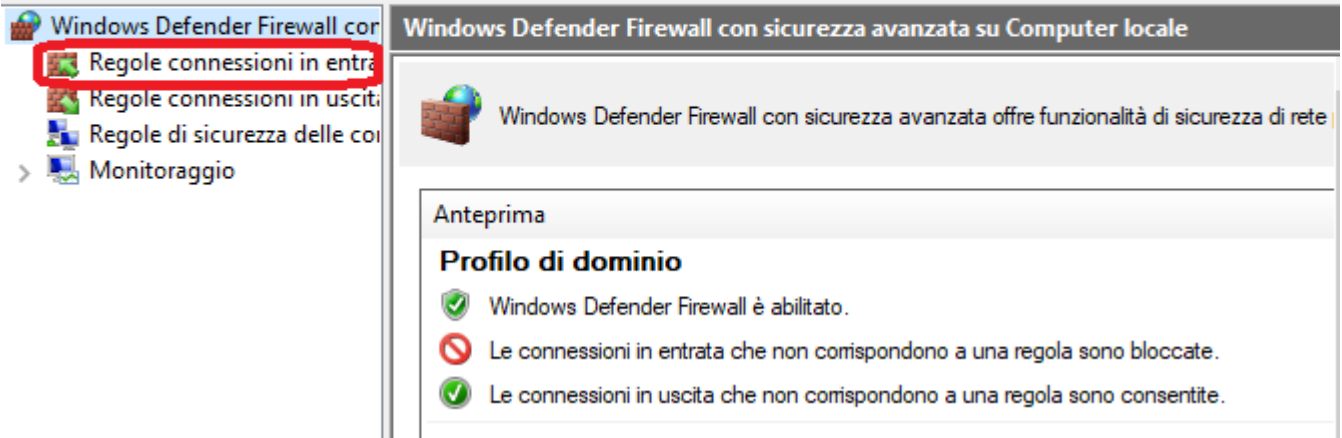 Windows Defender Firewall con
Regole connessioni in entra
Regole connessioni in uscita
Regole di sicurezza delle con
Monitoraggio
Windows Defender Firewall con sicurezza avanzata su Computer locale
Windows Defender Firewall con sicurezza avanzata offre funzionalità di sicurezza di rete
Anteprima
Profilo di dominio
Windows Defender Firewall è abilitato.
Le connessioni in entrata che non corrispondono a una regola sono bloccate.
Le connessioni in uscita che non corrispondono a una regola sono consentite.